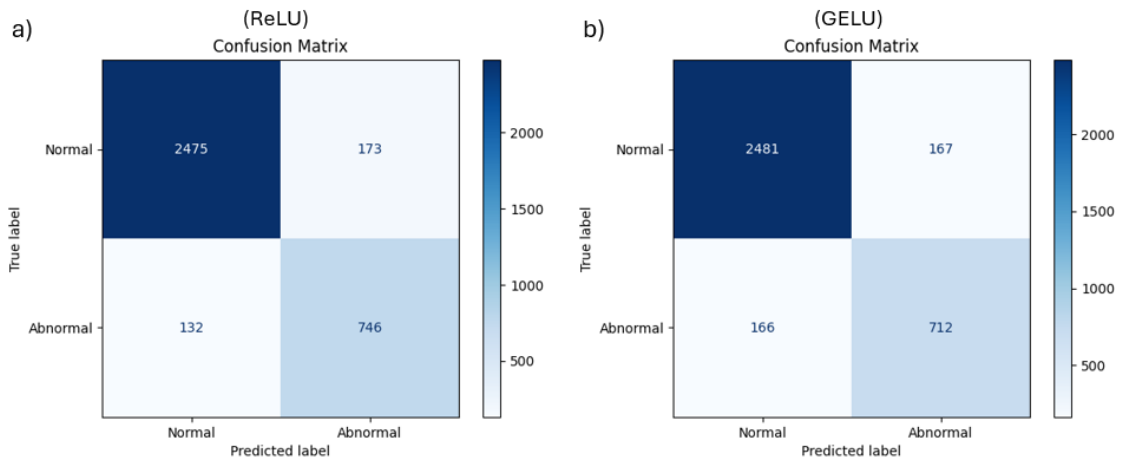 a)
(ReLU)
Confusion Matrix
Normal
2475
173
2000
1500
True label
1000
Abnormal
132
746
500
Normal
Abnormal
Predicted label
b)
(GELU)
Confusion Matrix
Normal
2481
167
2000
1500
True label
1000
Abnormal
166
712
500
Normal
Abnormal
Predicted label